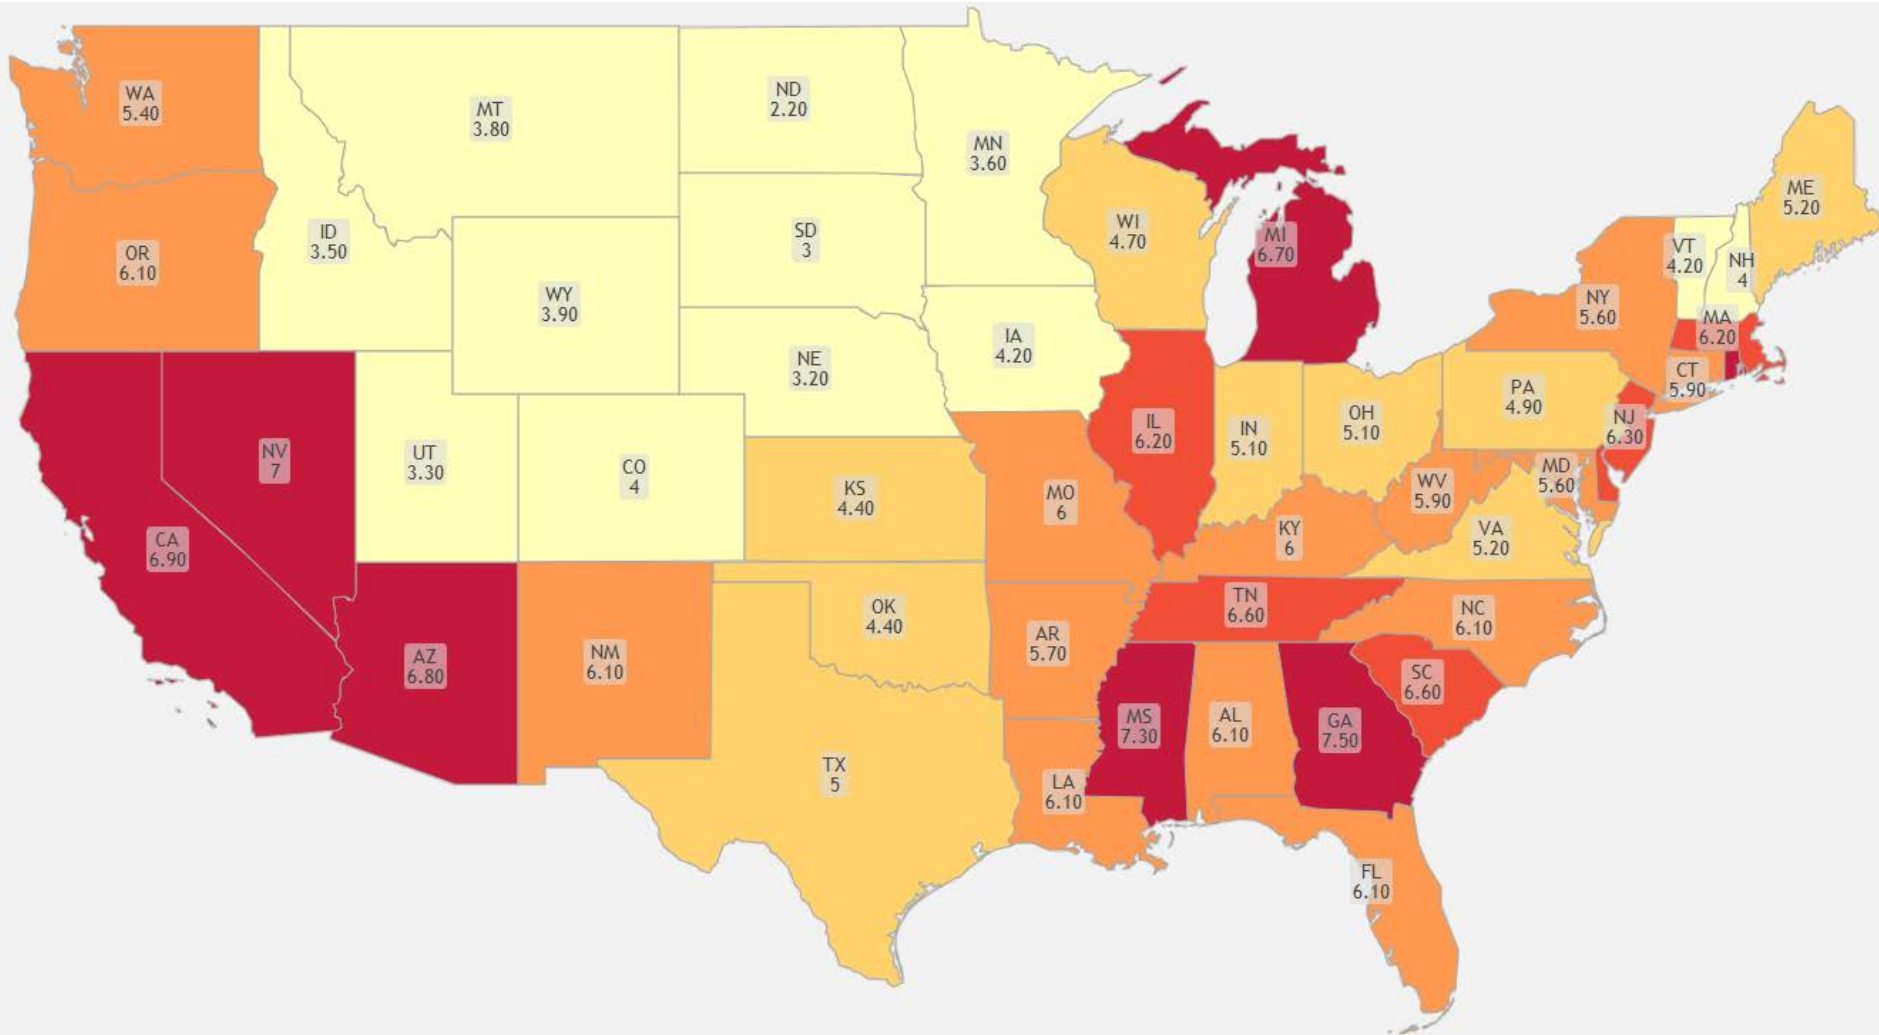 WA
5.40
MT
3.80
ND
2.20
MN
3.60
ME
5.20
OR
6.10
ID
3.50
SD
3
WI
4.70
MI
6.70
VT
4.20
NH
4
WY
3.90
NY
5.60
MA
6.20
IA
4.20
NE
3.20
CT
5.90
PA
4.90
NV
7
UT
3.30
CO
4
KS
4.40
MO
6
IL
6.20
IN
5.10
OH
5.10
NJ
6.30
WV
5.90
MD
5.60
CA
6.90
KY
6
VA
5.20
AZ
6.80
NM
6.10
OK
4.40
AR
5.70
TN
6.60
NC
6.10
SC
6.60
TX
5
LA
6.10
MS
7.30
AL
6.10
GA
7.50
FL
6.10